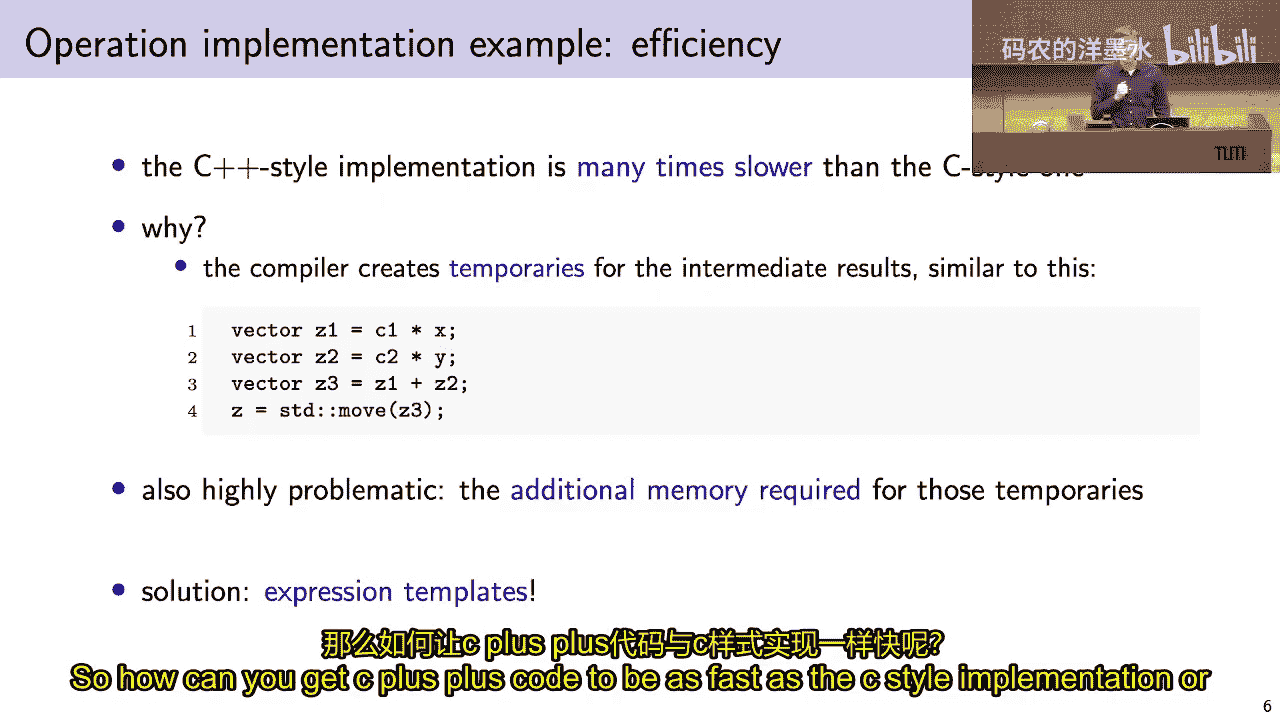 Operation implementation example: efficiency
码农的洋墨水 bilibili
TUM
• the C++-style implementation is many times slower than the C-style one
• why?
• the compiler creates temporaries for the intermediate results, similar to this:
1 vector z1 = c1 * x;
2 vector z2 = c2 * y;
3 vector z3 = z1 + z2;
4 z = std::move(z3);
• also highly problematic: the additional memory required for those temporaries
• solution: expression templates!
那么如何让c plus plus代码与c样式实现一样快呢?
So how can you get c plus plus code to be as fast as the c style implementation or
6